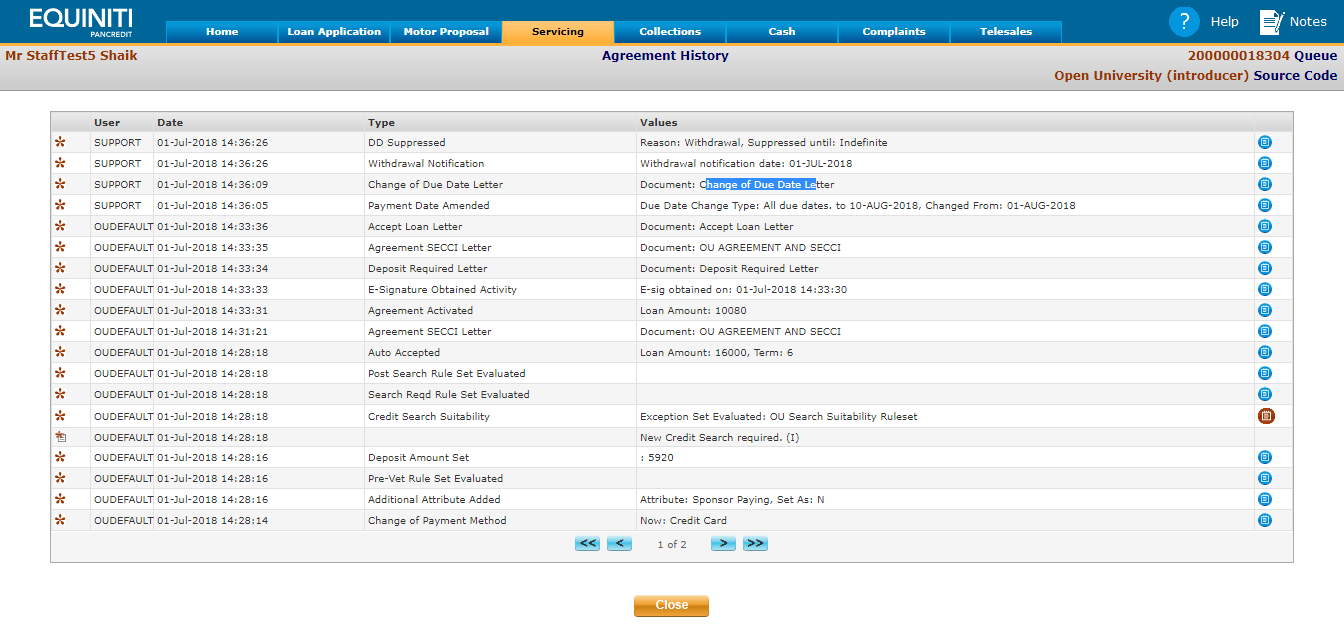 EQUINITI
PANCREDIT
Home Loan Application Motor Proposal Servicing Collections Cash Complaints Telesales ? Help Notes
Mr StaffTest5 Shaik Agreement History 200000018304 Queue
Open University (introducer) Source Code
User Date Type Values
SUPPORT 01-Jul-2018 14:36:26 DD Suppressed Reason: Withdrawal, Suppressed until: Indefinite
SUPPORT 01-Jul-2018 14:36:26 Withdrawal Notification Withdrawal notification date: 01-JUL-2018
SUPPORT 01-Jul-2018 14:36:09 Change of Due Date Letter Document: Change of Due Date Letter
SUPPORT 01-Jul-2018 14:36:05 Payment Date Amended Due Date Change Type: All due dates. to 10-AUG-2018, Changed From: 01-AUG-2018
OUDEFAULT 01-Jul-2018 14:33:36 Accept Loan Letter Document: Accept Loan Letter
OUDEFAULT 01-Jul-2018 14:33:35 Agreement SECCI Letter Document: OU AGREEMENT AND SECCI
OUDEFAULT 01-Jul-2018 14:33:34 Deposit Required Letter Document: Deposit Required Letter
OUDEFAULT 01-Jul-2018 14:33:33 E-Signature Obtained Activity E-sig obtained on: 01-Jul-2018 14:33:30
OUDEFAULT 01-Jul-2018 14:33:31 Agreement Activated Loan Amount: 10080
OUDEFAULT 01-Jul-2018 14:31:21 Agreement SECCI Letter Document: OU AGREEMENT AND SECCI
OUDEFAULT 01-Jul-2018 14:28:18 Auto Accepted Loan Amount: 16000, Term: 6
OUDEFAULT 01-Jul-2018 14:28:18 Post Search Rule Set Evaluated
OUDEFAULT 01-Jul-2018 14:28:18 Search Reqd Rule Set Evaluated
OUDEFAULT 01-Jul-2018 14:28:18 Credit Search Suitability Exception Set Evaluated: OU Search Suitability Ruleset
OUDEFAULT 01-Jul-2018 14:28:18 New Credit Search required. (I)
OUDEFAULT 01-Jul-2018 14:28:16 Deposit Amount Set : 5920
OUDEFAULT 01-Jul-2018 14:28:16 Pre-Vet Rule Set Evaluated
OUDEFAULT 01-Jul-2018 14:28:16 Additional Attribute Added Attribute: Sponsor Paying, Set As: N
OUDEFAULT 01-Jul-2018 14:28:14 Change of Payment Method Now: Credit Card
<< < 1 of 2 > >>
Close